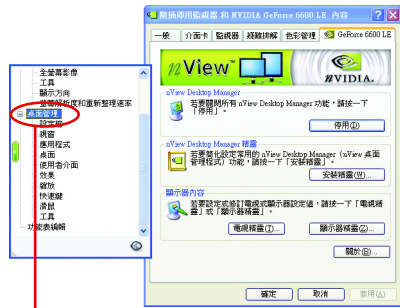 全螢幕影像
工具
顯示方向
螢幕解析度和重新整理速率
桌面管理
設定檔
視窗
應用程式
桌面
使用者介面
效果
快速鍵
滑鼠
工具
功能表編輯
隨插即用監視器 和 NVIDIA GeForce 6600 LE 內容
一般 介面卡 監視器 疑難排解 色彩管理 GeForce 6600 LE
nView
nVIDIA.
nView Desktop Manager
若要關閉所有 nView Desktop Manager 功能，請按一下
「停用」。
停用(D)
nView Desktop Manager 精靈
若要簡化設定常用的 nView Desktop Manager (nView 桌面
管理程式) 功能，請按一下「安裝精靈」。
安裝精靈(W)...
顯示器內容
若要設定或修訂電視或顯示器設定值，請按一下「電視精
靈」或「顯示器精靈」。
電視精靈(T)... 顯示器精靈(Z)...
關於(B)...
確定 取消 套用(A)